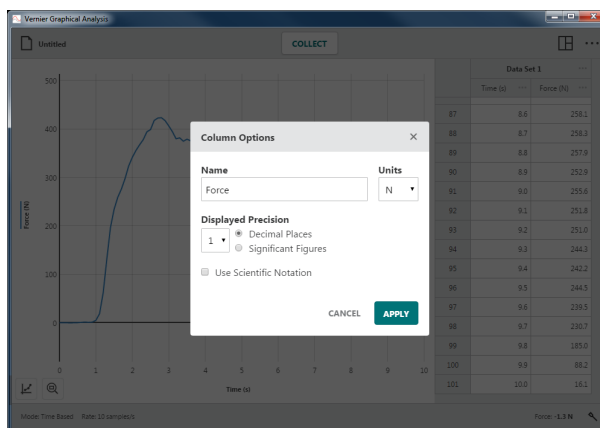 Vernier Graphical Analysis
Untitled
COLLECT
Data Set 1
Time (s) Force (N)
500
400
300
200
100
0
Force (N)
0 1 2 3 4 5 6 7 8 9 10
Time (s)
87 8.6 258.1
88 8.7 258.3
89 8.8 257.9
90 8.9 252.9
91 9.0 255.6
92 9.1 251.8
93 9.2 251.0
94 9.3 244.3
95 9.4 242.2
96 9.5 244.5
97 9.6 239.5
98 9.7 230.7
99 9.8 185.0
100 9.9 88.2
101 10.0 16.1
Column Options ×
Name Units
Force N
Displayed Precision
1 Decimal Places
Significant Figures
Use Scientific Notation
CANCEL APPLY
Mode: Time Based Rate: 10 samples/s Force: -1.3 N